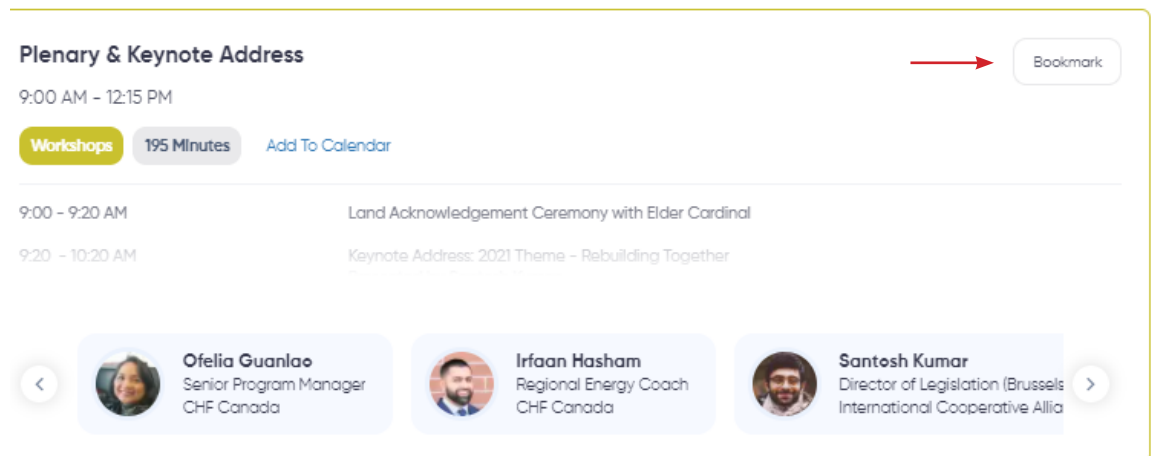 Plenary & Keynote Address
Bookmark
9:00 AM - 12:15 PM
Workshops 195 Minutes Add To Calendar
9:00 - 9:20 AM Land Acknowledgement Ceremony with Elder Cardinal
9:20 - 10:20 AM Keynote Address: 2021 Theme - Rebuilding Together
Ofelia Guanlao
Senior Program Manager
CHF Canada
Irfaan Hasham
Regional Energy Coach
CHF Canada
Santosh Kumar
Director of Legislation (Brussels
International Cooperative Allia